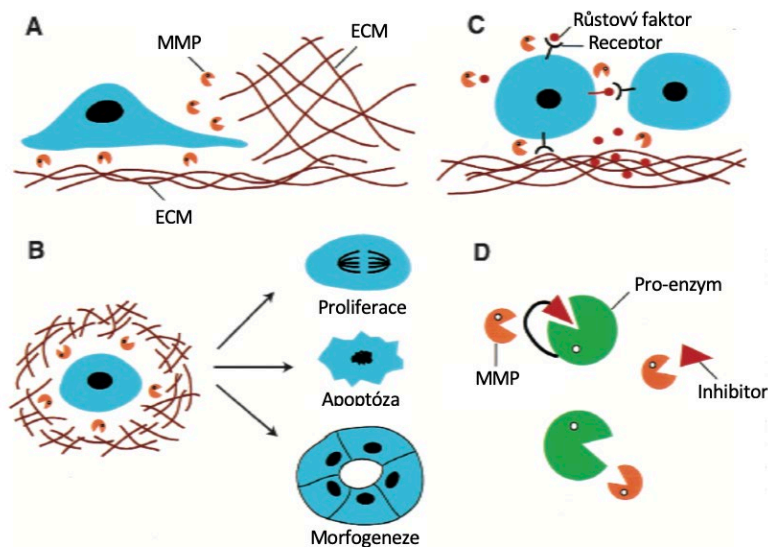 A
MMP
ECM
ECM
C
Růstový faktor
Receptor
B
Proliferace
Apoptóza
Morfogeneze
D
Pro-enzym
MMP
Inhibitor